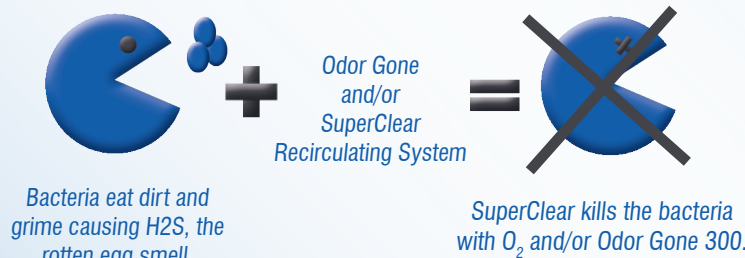 Odor Gone
and/or
SuperClear
Recirculating System
Bacteria eat dirt and
grime causing H2S, the
rotten egg smell
SuperClear kills the bacteria
with O₂ and/or Odor Gone 300.